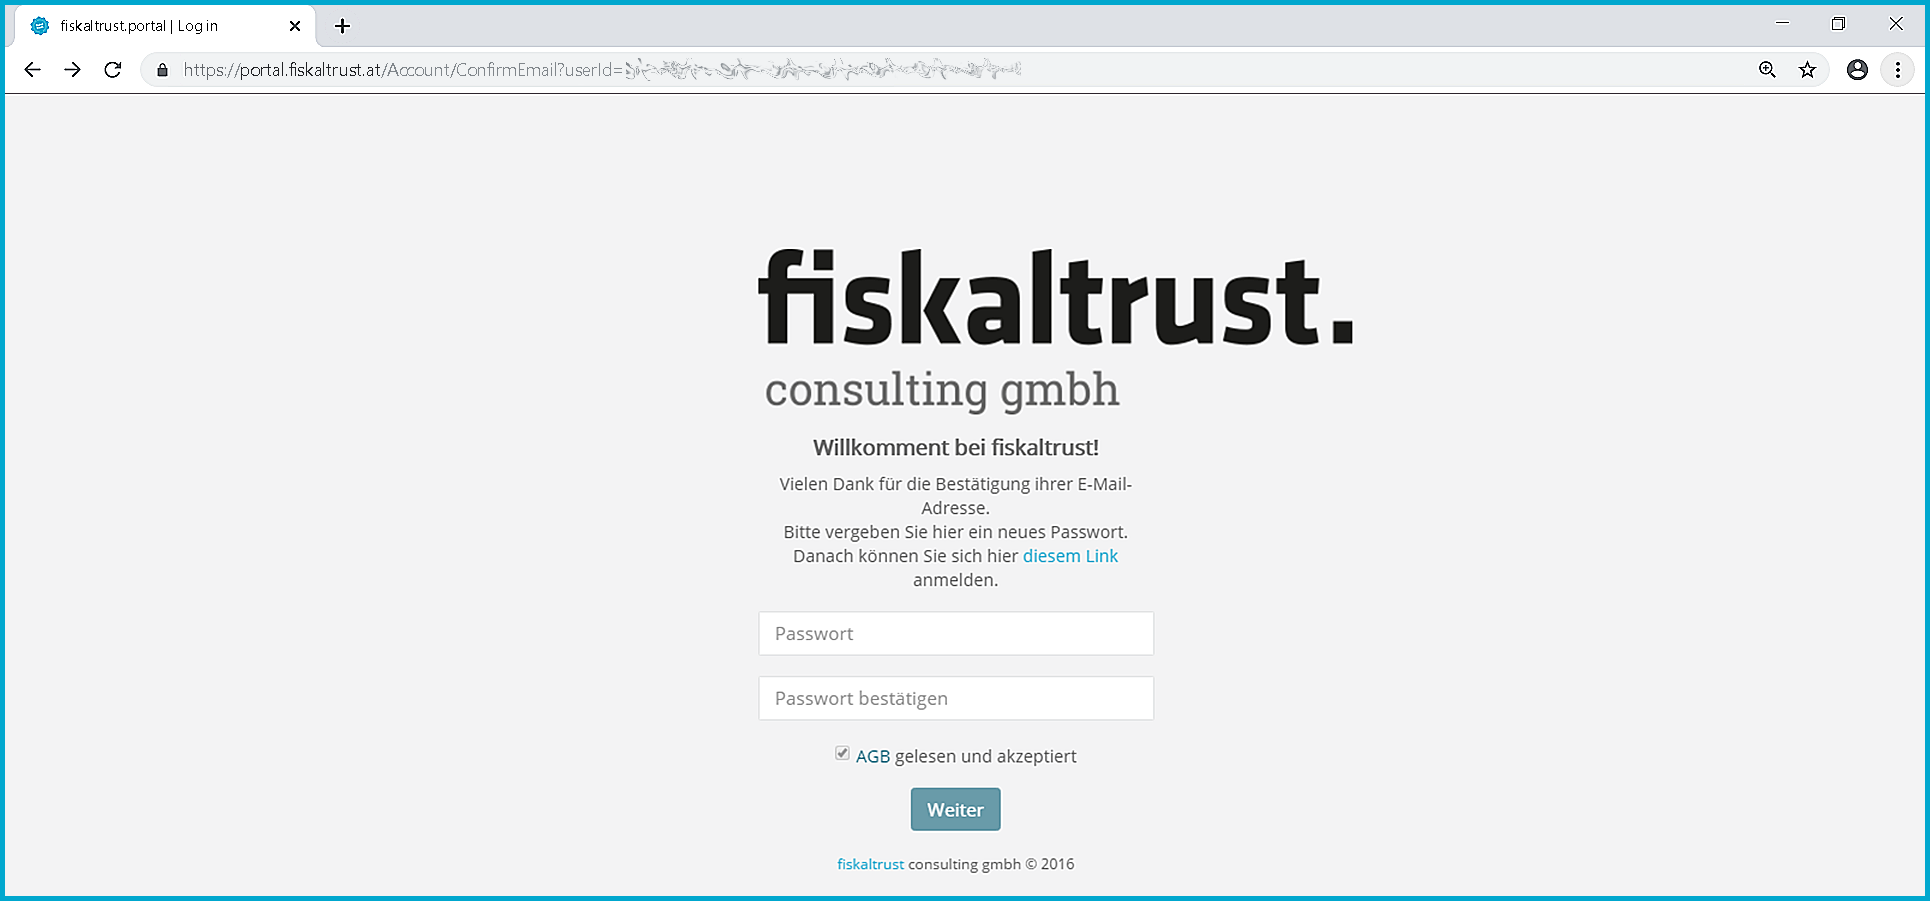 fiskaltrust.portal | Log in
https://portal.fiskaltrust.at/Account/ConfirmEmail?userId=
fiskaltrust.
consulting gmbh
Willkomment bei fiskaltrust!
Vielen Dank für die Bestätigung ihrer E-Mail-
Adresse.
Bitte vergeben Sie hier ein neues Passwort.
Danach können Sie sich hier diesem Link
anmelden.
Passwort
Passwort bestätigen
AGB gelesen und akzeptiert
Weiter
fiskaltrust consulting gmbh © 2016